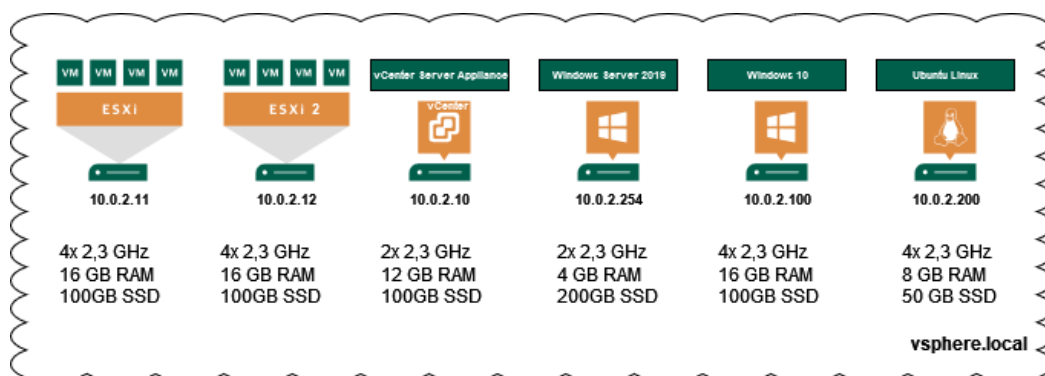 VM VM VM VM
ESXi
10.0.2.11
4x 2,3 GHz
16 GB RAM
100GB SSD
VM VM VM VM
ESXi 2
10.0.2.12
4x 2,3 GHz
16 GB RAM
100GB SSD
vCenter Server Appliance
vCenter
10.0.2.10
2x 2,3 GHz
12 GB RAM
100GB SSD
Windows Server 2019
10.0.2.254
2x 2,3 GHz
4 GB RAM
200GB SSD
Windows 10
10.0.2.100
4x 2,3 GHz
16 GB RAM
100GB SSD
Ubuntu Linux
10.0.2.200
4x 2,3 GHz
8 GB RAM
50 GB SSD
vsphere.local